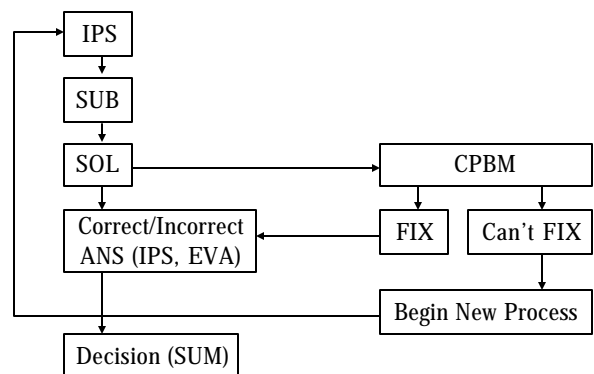 IPS
SUB
SOL
CPBM
Correct/Incorrect
ANS (IPS, EVA)
FIX
Can't FIX
Begin New Process
Decision (SUM)